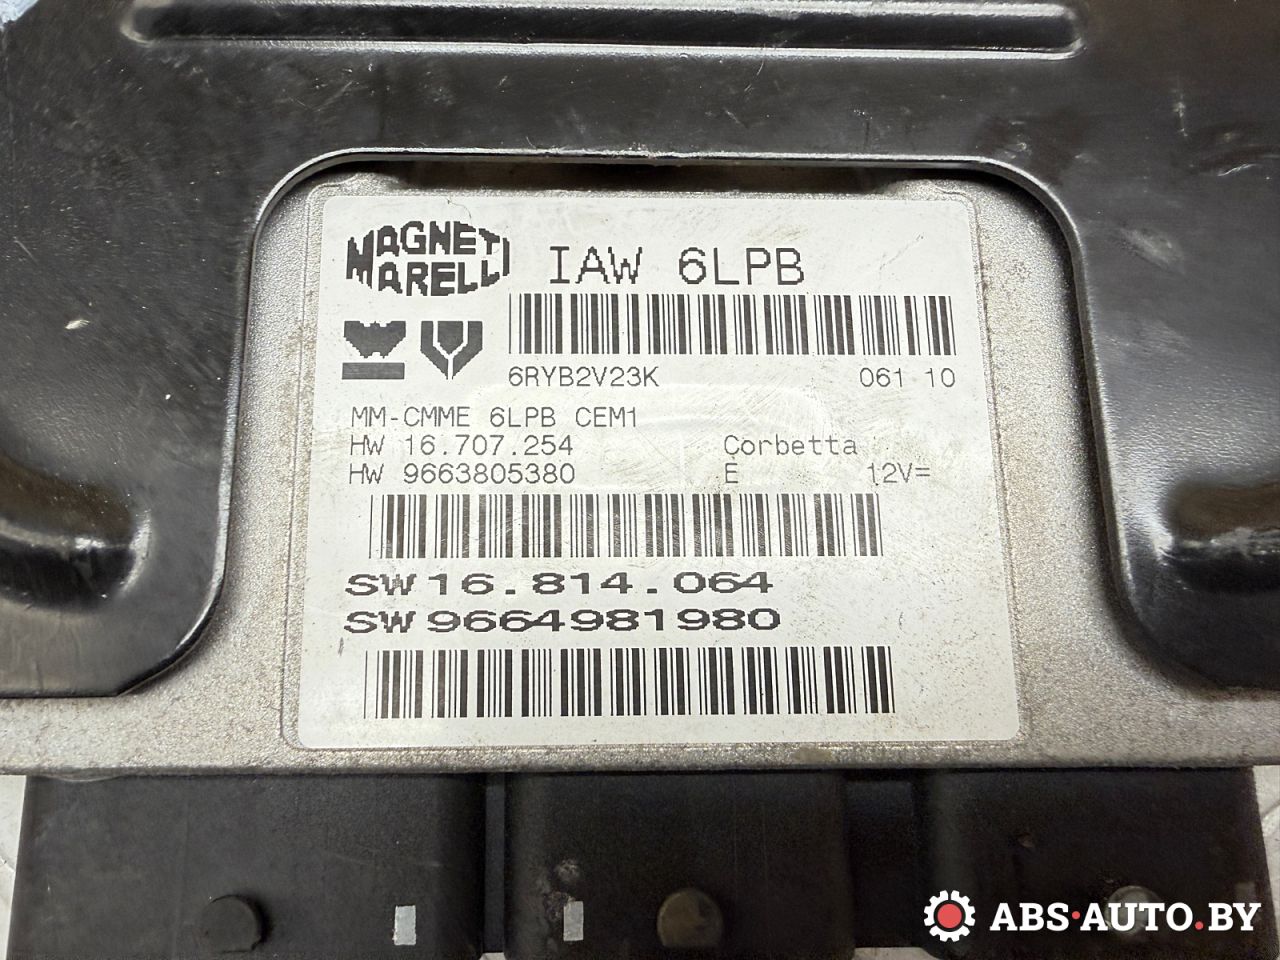 MAGNETI
MARELLI
IAW 6LPB
6RYB2V23K 061 10
MM-CMME 6LPB CEM1
HW 16.707.254 Corbetta
HW 9663805380 E 12V=
SW 16.814.064
SW 9664981980
ABS·AUTO.BY